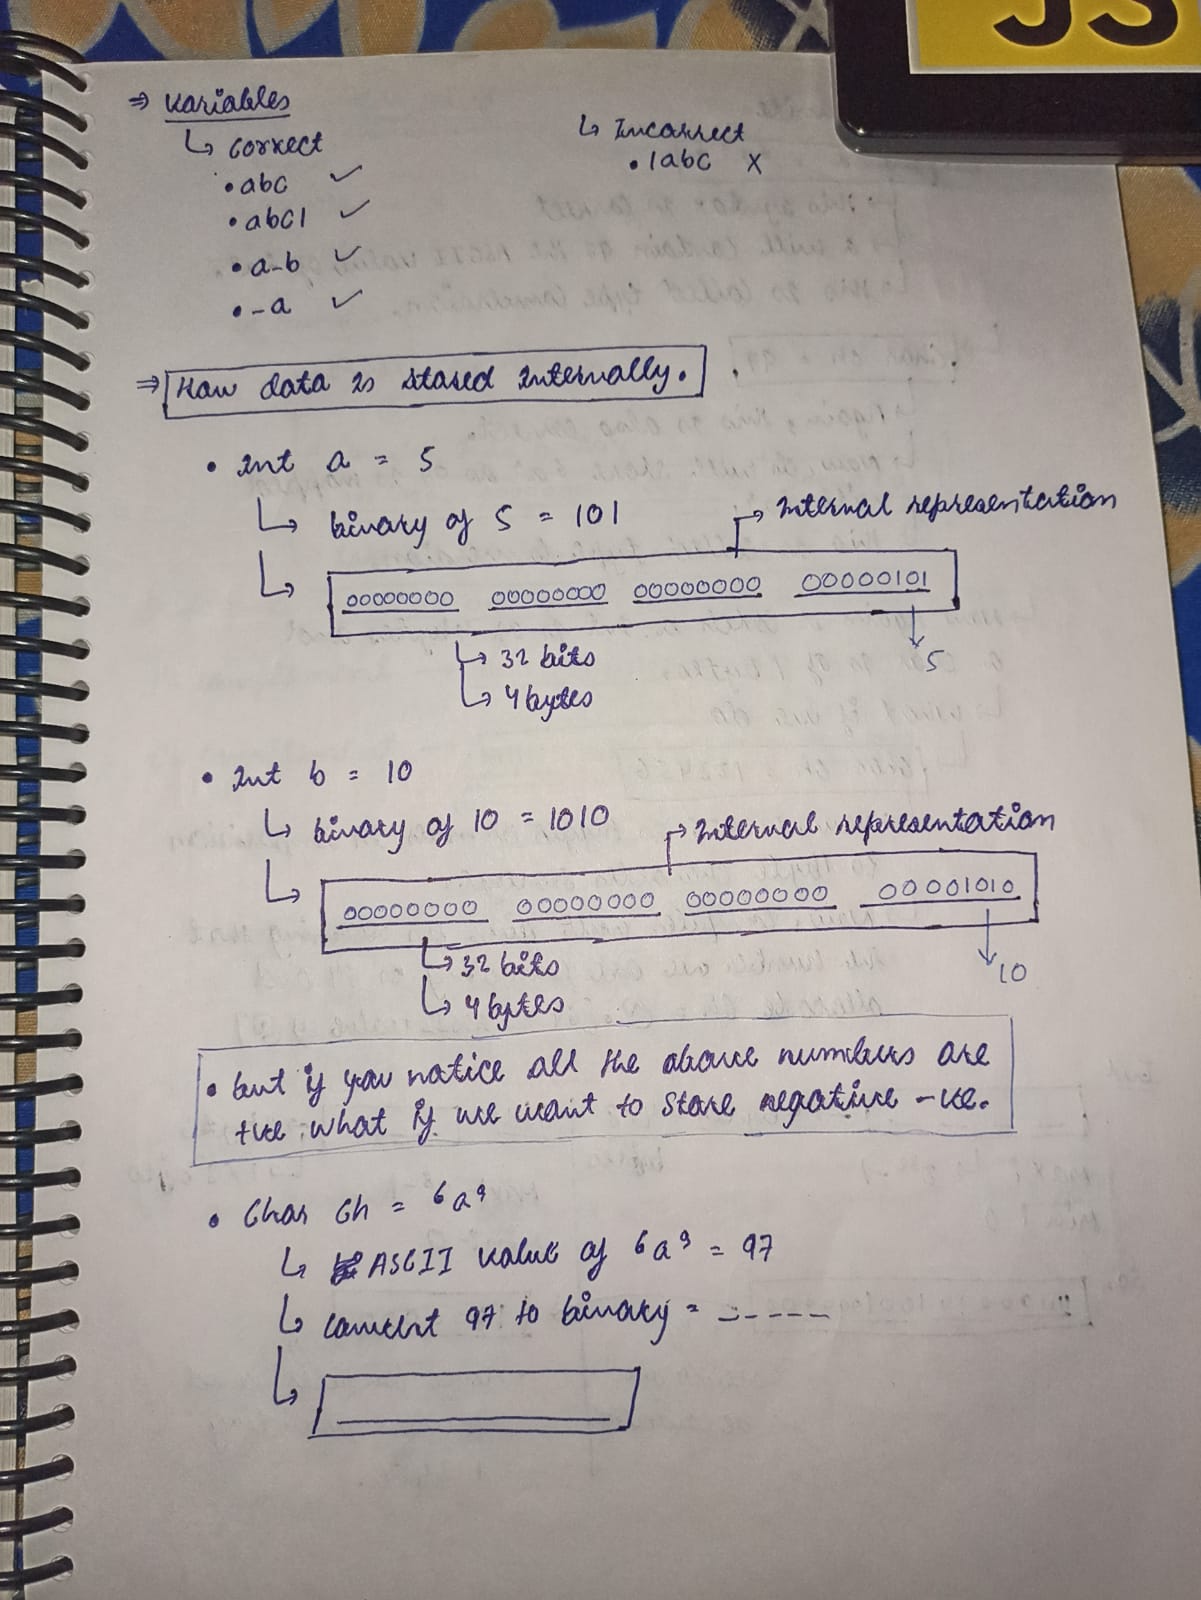 JS
⇒ Variables
↳ correct
• abc ✓
• abc1 ✓
• a-b ✓
• -a ✓
↳ Incorrect
• 1abc X
⇒ How data is stored internally.
• Int a = 5
↳ binary of 5 = 101
→ Internal representation
↳ 00000000 00000000 00000000 00000101
↳ 32 bits
↳ 4 bytes
↓ 5
• Int b = 10
↳ binary of 10 = 1010
→ Internal representation
↳ 00000000 00000000 00000000 00001010
↳ 32 bits
↳ 4 bytes
↓ 10
• but if you notice all the above numbers are
+ve what if we want to store negative -ve.
• Char Ch = 'a'
↳ ASCII value of 'a' = 97
↳ convert 97 to binary = -----